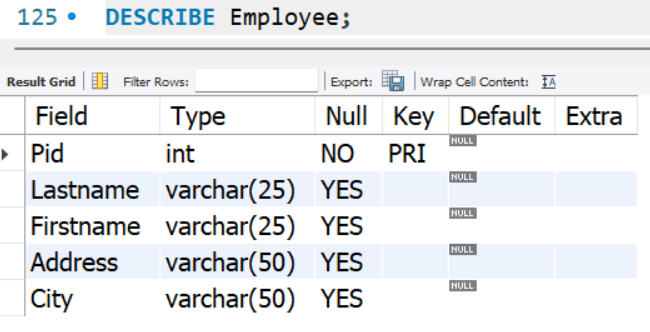 125 DESCRIBE Employee;
Result Grid Filter Rows: Export: Wrap Cell Content: IA
Field Type Null Key Default Extra
Pid int NO PRI NULL
Lastname varchar(25) YES NULL
Firstname varchar(25) YES NULL
Address varchar(50) YES NULL
City varchar(50) YES NULL